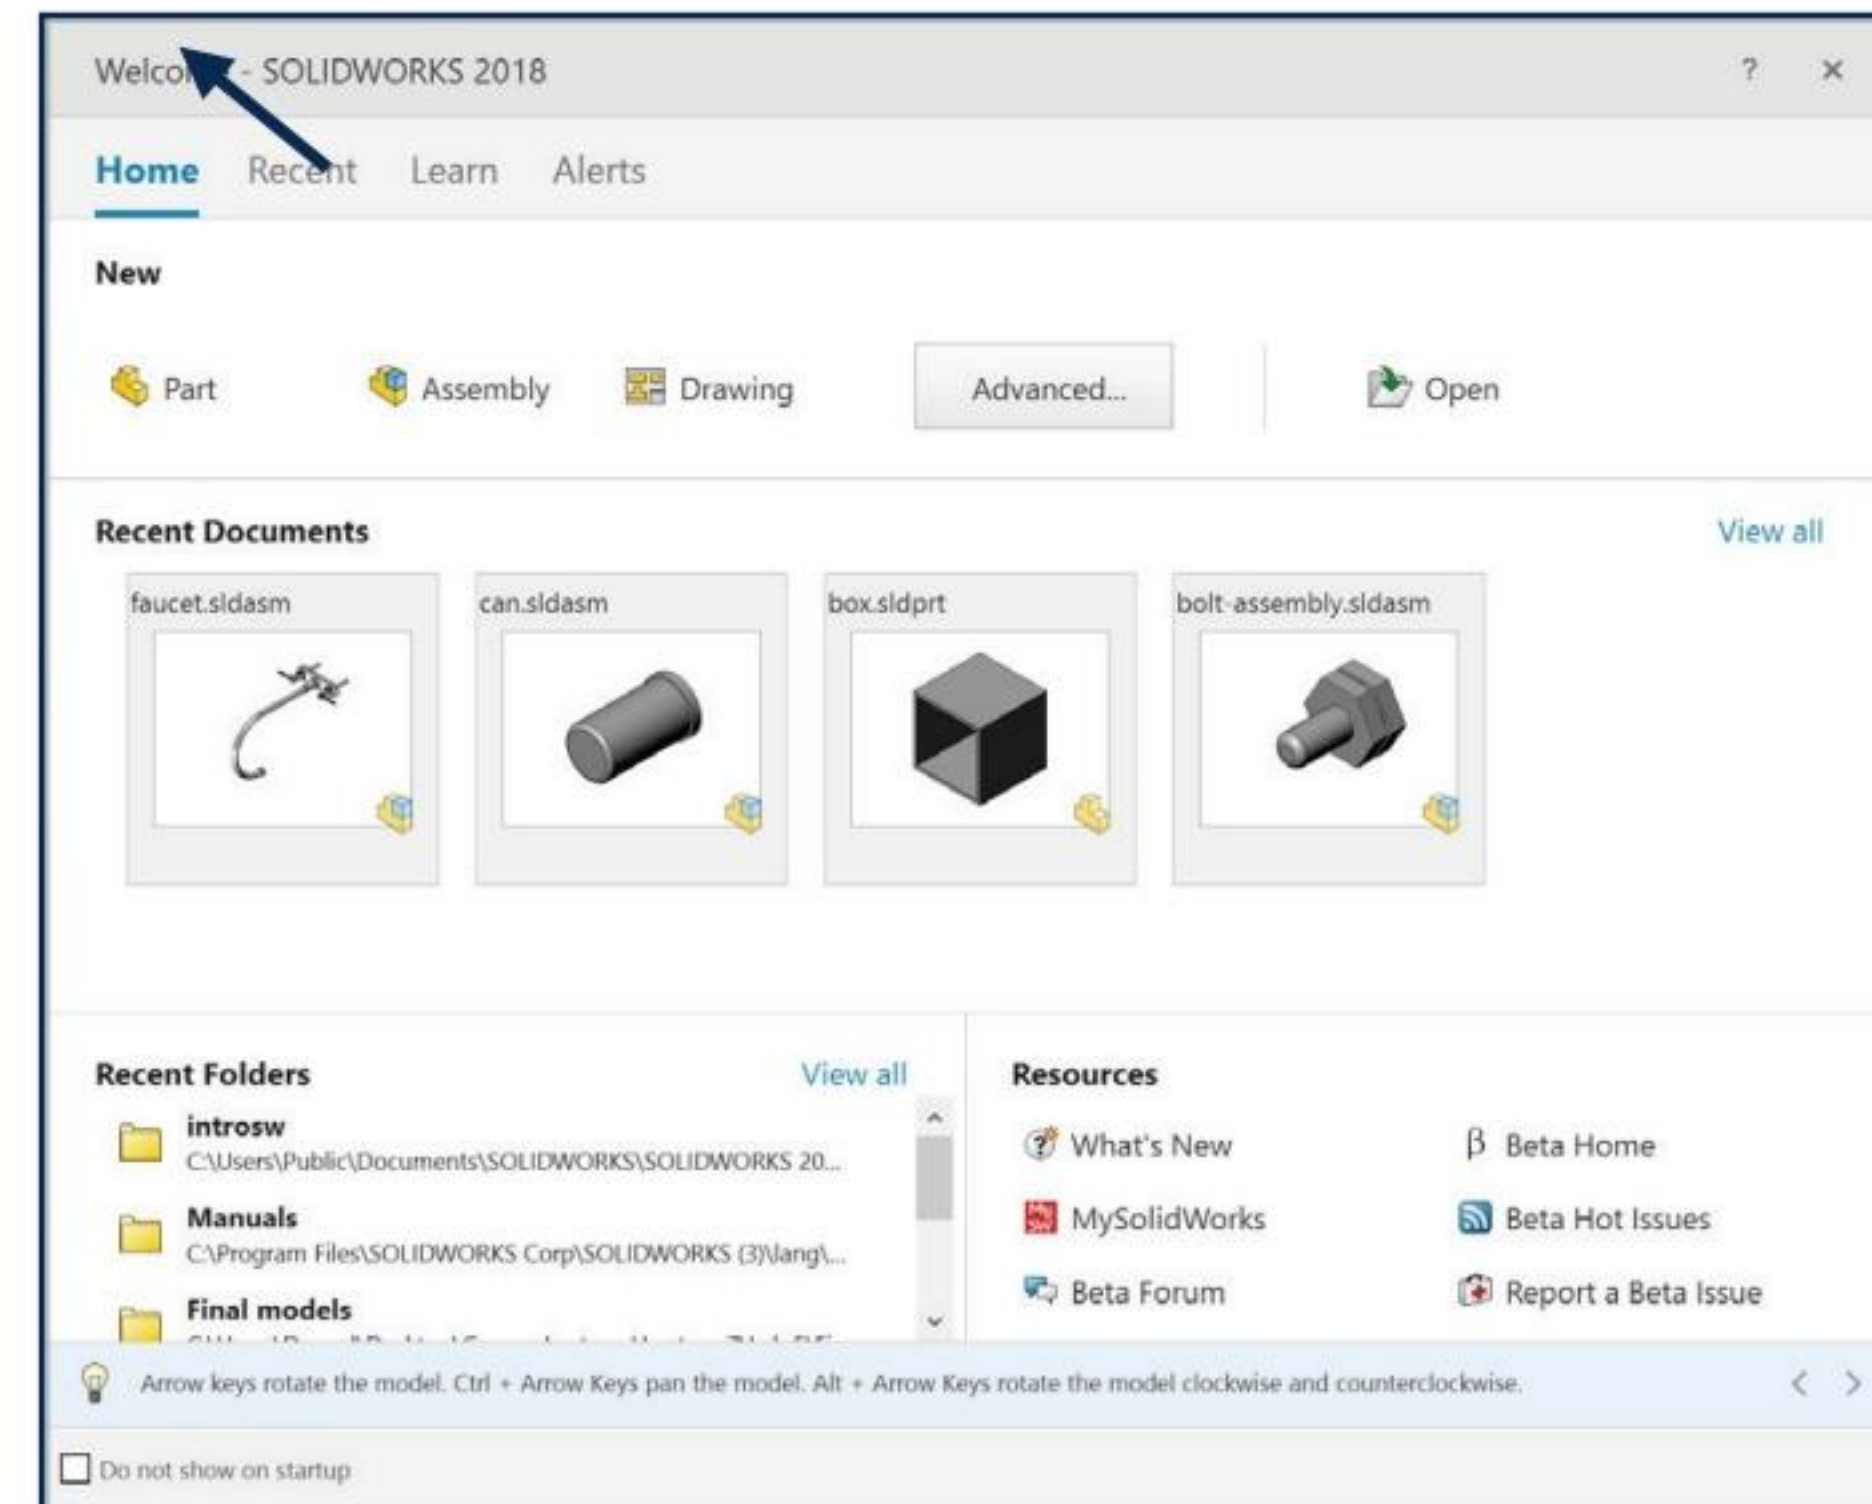 - SOLIDWORKS 2018 ? ×
Home Recent Learn Alerts
New
Part Assembly Drawing Advanced... Open
Recent Documents View all
faucet.sldasm can.sldasm box.sldprt bolt-assembly.sldasm
Recent Folders View all
introsw
C:\Users\Public\Documents\SOLIDWORKS\SOLIDWORKS 20...
Manuals
C:\Program Files\SOLIDWORKS Corp\SOLIDWORKS (3)\lang\...
Final models
Resources
What's New β Beta Home
MySolidWorks Beta Hot Issues
Beta Forum Report a Beta Issue
Arrow keys rotate the model. Ctrl + Arrow Keys pan the model. Alt + Arrow Keys rotate the model clockwise and counterclockwise.
Do not show on startup